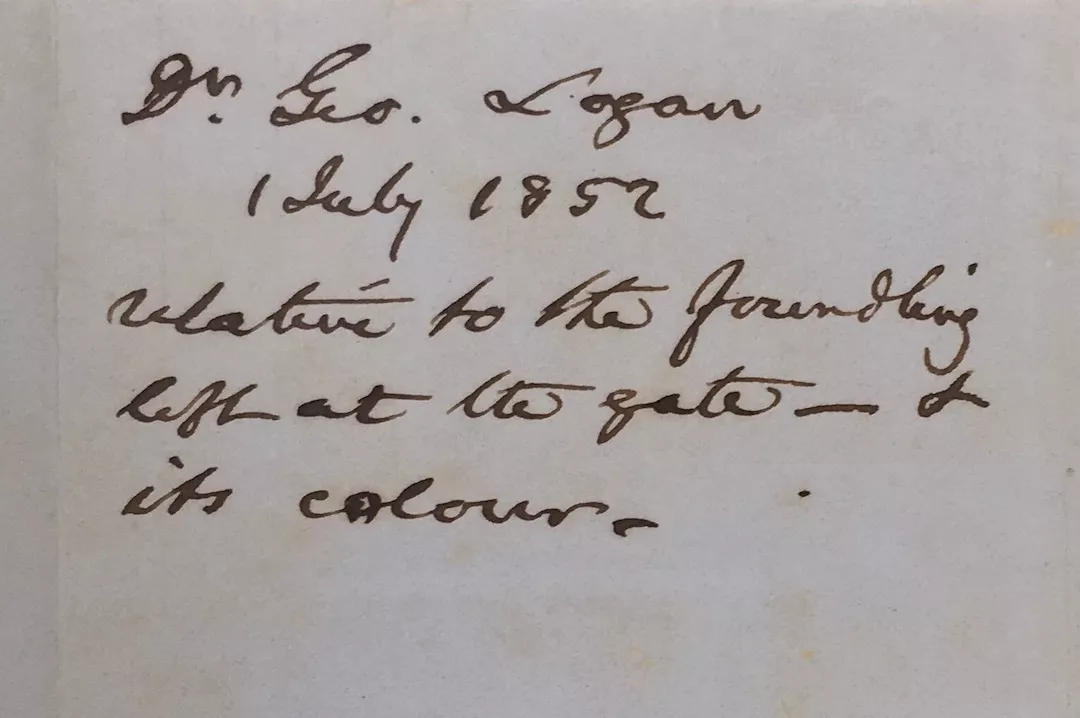 Dr. Geo. Logan
1 July 1852
relative to the foundling
left at the gate — &
its colour.